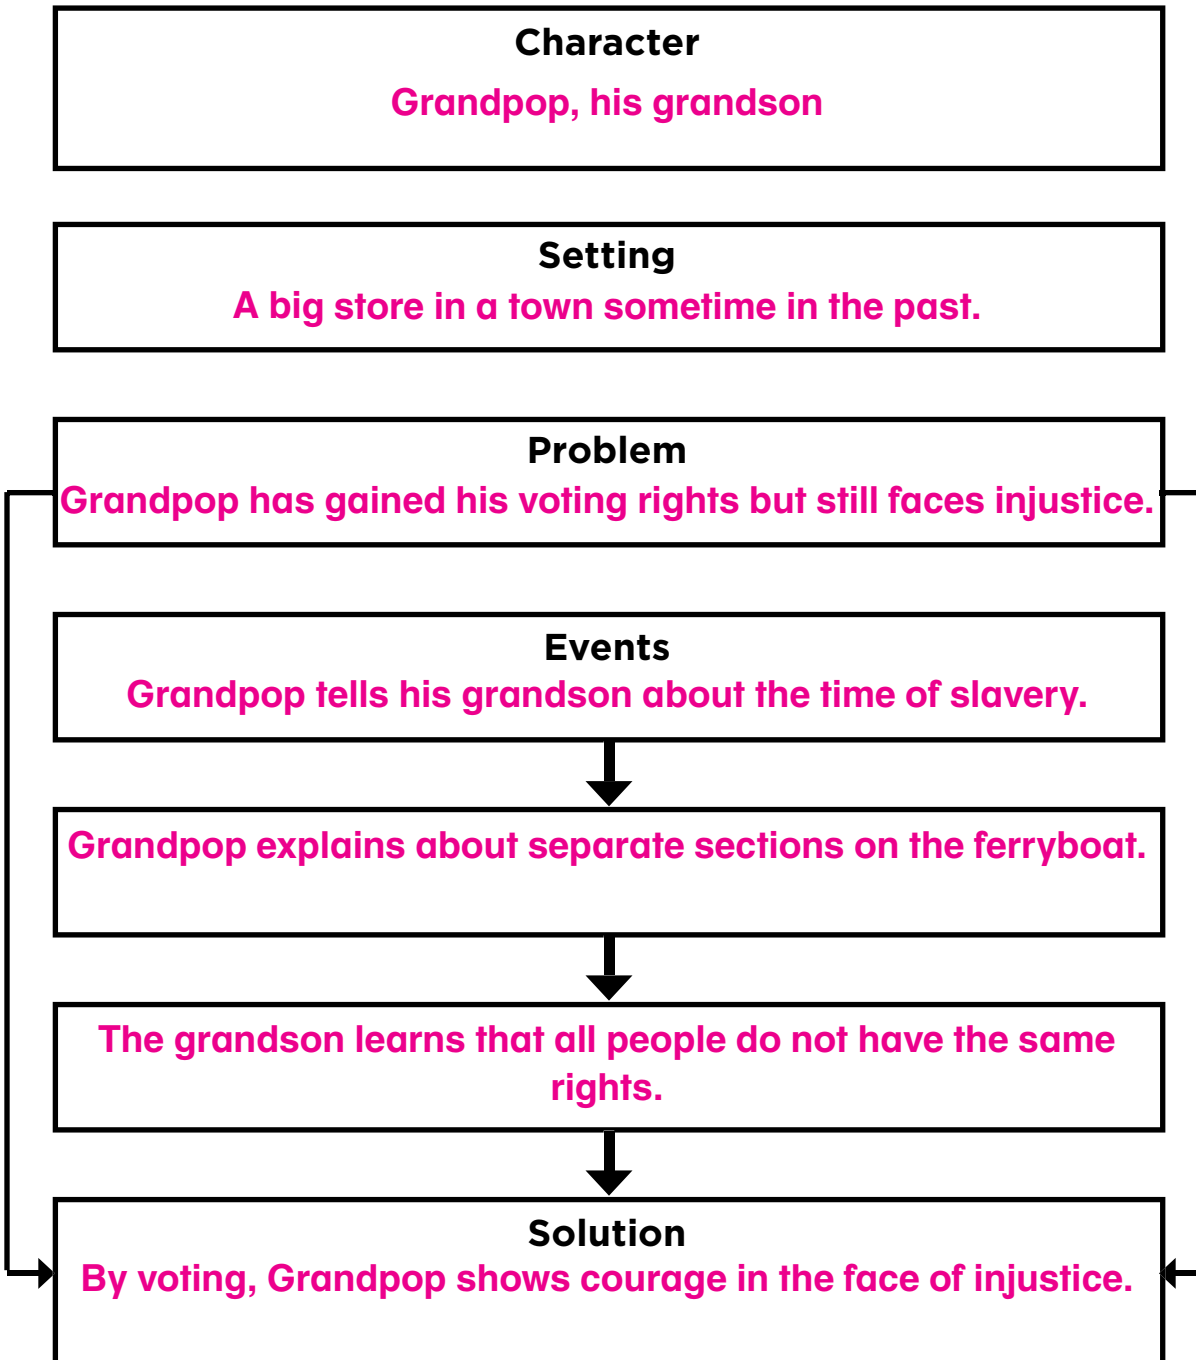 Character
Grandpop, his grandson
Setting
A big store in a town sometime in the past.
Problem
Grandpop has gained his voting rights but still faces injustice.
Events
Grandpop tells his grandson about the time of slavery.
Grandpop explains about separate sections on the ferryboat.
The grandson learns that all people do not have the same
rights.
Solution
By voting, Grandpop shows courage in the face of injustice.